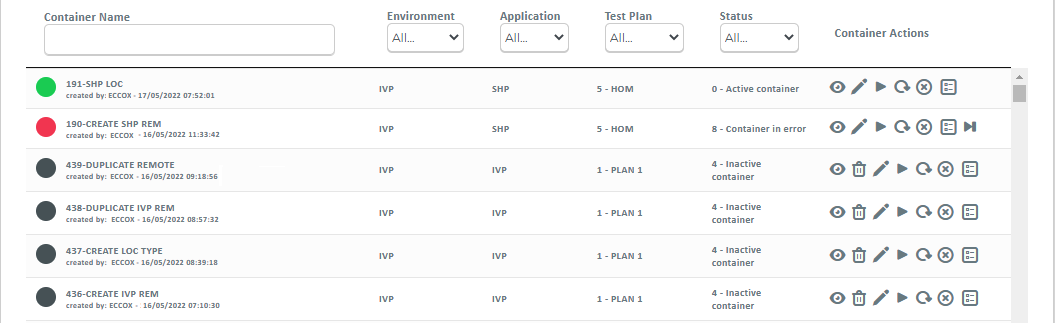 Container Name Environment Application Test Plan Status Container Actions
All... All... All... All...
191-SHP LOC
created by: ECCOX - 17/05/2022 07:52:01
IVP SHP 5 - HOM 0 - Active container
190-CREATE SHP REM
created by: ECCOX - 16/05/2022 11:33:42
IVP SHP 5 - HOM 8 - Container in error
439-DUPLICATE REMOTE
created by: ECCOX - 16/05/2022 09:18:56
IVP IVP 1 - PLAN 1 4 - Inactive
container
438-DUPLICATE IVP REM
created by: ECCOX - 16/05/2022 08:57:32
IVP IVP 1 - PLAN 1 4 - Inactive
container
437-CREATE LOC TYPE
created by: ECCOX - 16/05/2022 08:39:18
IVP IVP 1 - PLAN 1 4 - Inactive
container
436-CREATE IVP REM
created by: ECCOX - 16/05/2022 07:10:30
IVP IVP 1 - PLAN 1 4 - Inactive
container